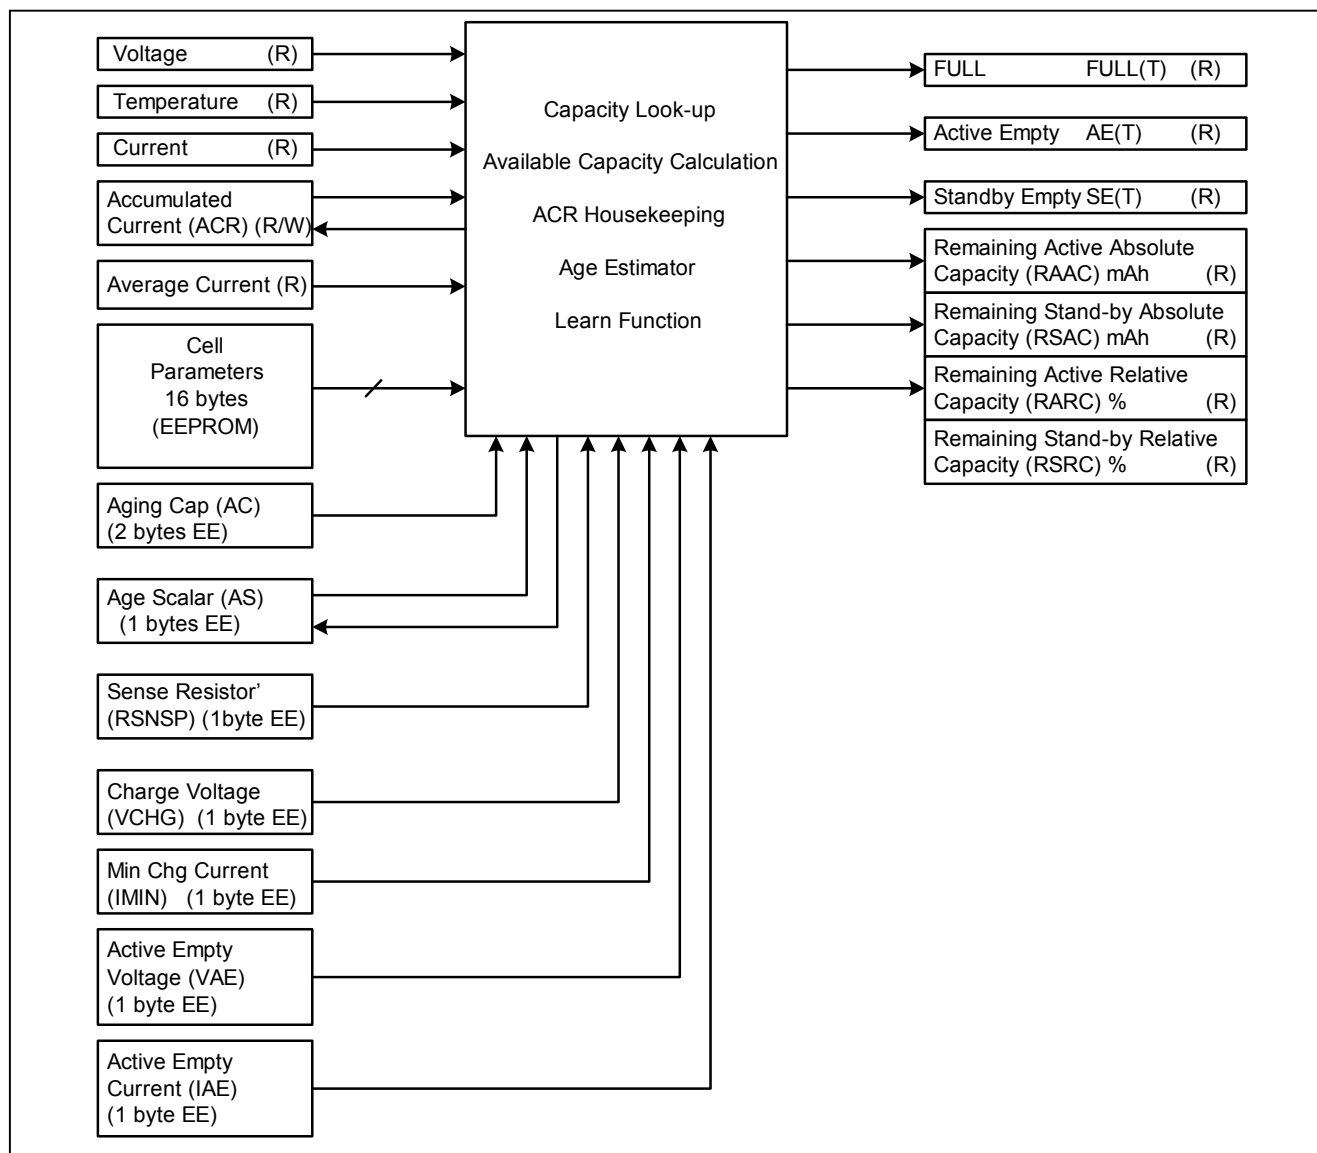 Voltage (R)
Temperature (R)
Current (R)
Accumulated
Current (ACR) (R/W)
Average Current (R)
Cell
Parameters
16 bytes
(EEPROM)
Aging Cap (AC)
(2 bytes EE)
Age Scalar (AS)
(1 bytes EE)
Sense Resistor’
(RSNSP) (1byte EE)
Charge Voltage
(VCHG) (1 byte EE)
Min Chg Current
(IMIN) (1 byte EE)
Active Empty
Voltage (VAE)
(1 byte EE)
Active Empty
Current (IAE)
(1 byte EE)
Capacity Look-up
Available Capacity Calculation
ACR Housekeeping
Age Estimator
Learn Function
FULL FULL(T) (R)
Active Empty AE(T) (R)
Standby Empty SE(T) (R)
Remaining Active Absolute
Capacity (RAAC) mAh (R)
Remaining Stand-by Absolute
Capacity (RSAC) mAh (R)
Remaining Active Relative
Capacity (RARC) % (R)
Remaining Stand-by Relative
Capacity (RSRC) % (R)